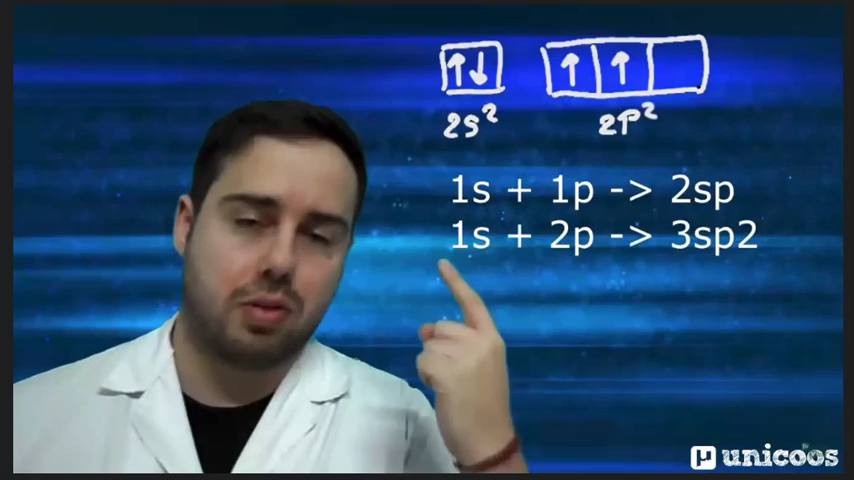 ↑↓ ↑ ↑
2s² 2p²
1s + 1p -> 2sp
1s + 2p -> 3sp2
μ unicoos